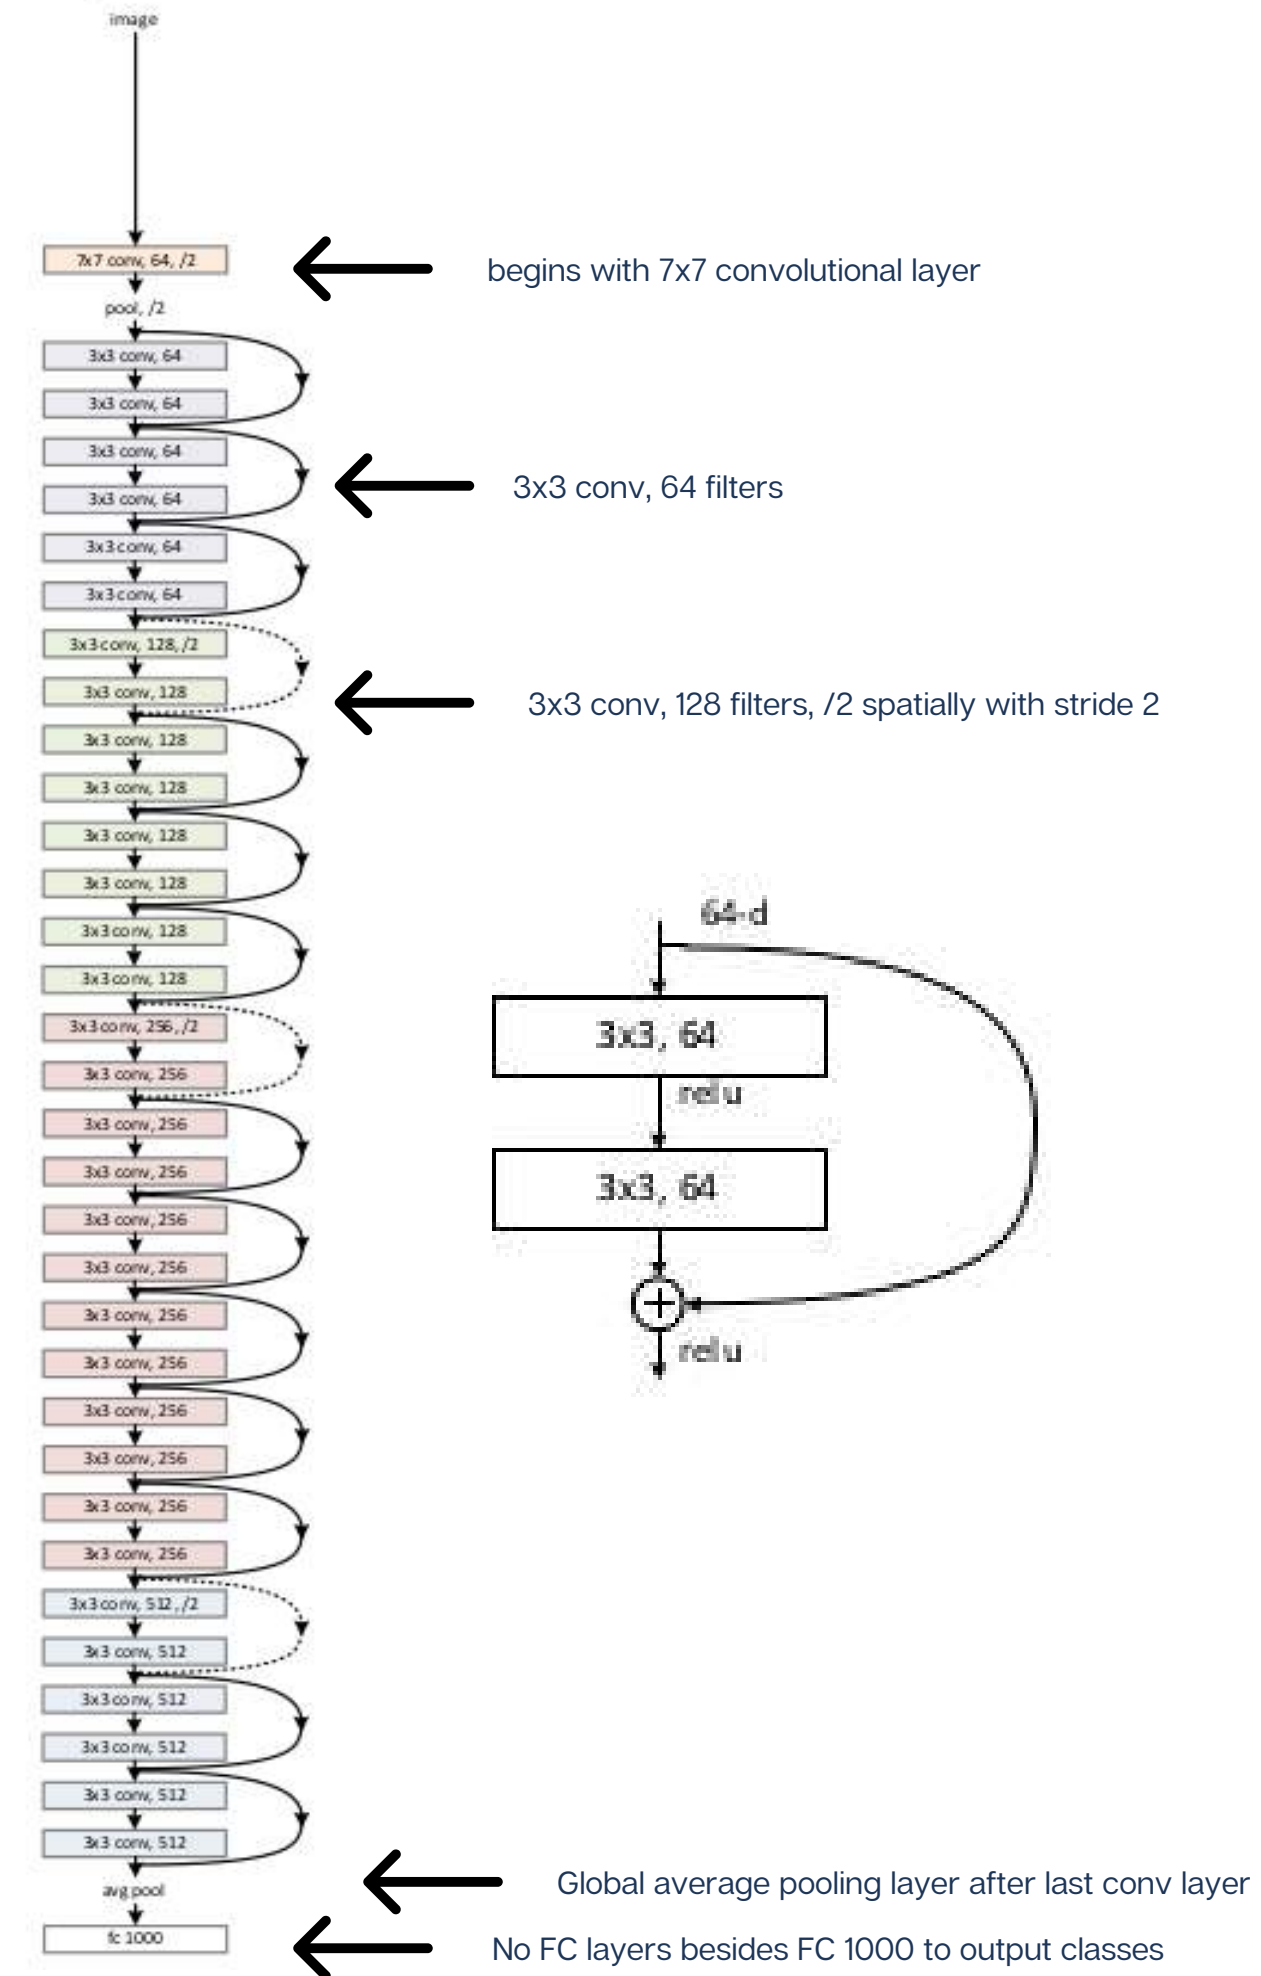 image
7x7 conv, 64, /2
begins with 7x7 convolutional layer
pool, /2
3x3 conv, 64
3x3 conv, 64
3x3 conv, 64
3x3 conv, 64
3x3 conv, 64 filters
3x3 conv, 64
3x3 conv, 64
3x3 conv, 128, /2
3x3 conv, 128
3x3 conv, 128 filters, /2 spatially with stride 2
3x3 conv, 128
3x3 conv, 128
3x3 conv, 128
3x3 conv, 128
3x3 conv, 128
3x3 conv, 128
3x3 conv, 256, /2
3x3 conv, 256
3x3 conv, 256
3x3 conv, 256
3x3 conv, 256
3x3 conv, 256
3x3 conv, 256
3x3 conv, 256
3x3 conv, 256
3x3 conv, 256
3x3 conv, 256
3x3 conv, 256
3x3 conv, 512, /2
3x3 conv, 512
3x3 conv, 512
3x3 conv, 512
3x3 conv, 512
3x3 conv, 512
avg pool
fc 1000
64-d
3x3, 64
relu
3x3, 64
relu
Global average pooling layer after last conv layer
No FC layers besides FC 1000 to output classes